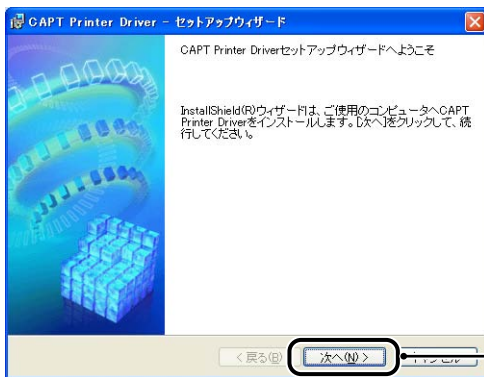 CAPT Printer Driver - セットアップウィザード
CAPT Printer Driverセットアップウィザードへようこそ
InstallShield(R)ウィザードは、ご使用のコンピュータへCAPT
Printer Driverをインストールします。[次へ]をクリックして、続
行してください。
< 戻る(B)
次へ(N) >